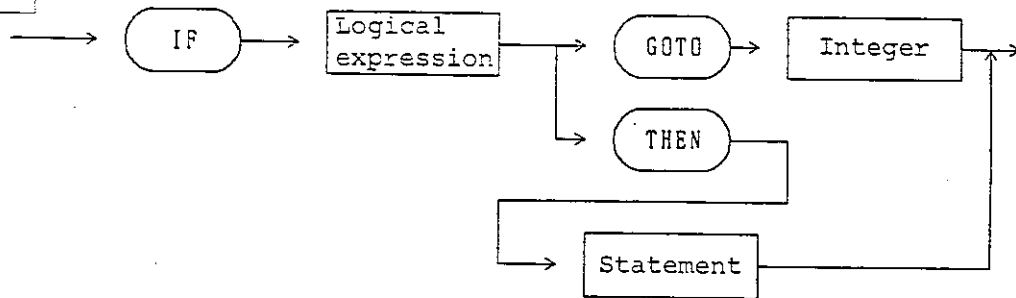 IF
Logical
expression
GOTO
Integer
THEN
Statement